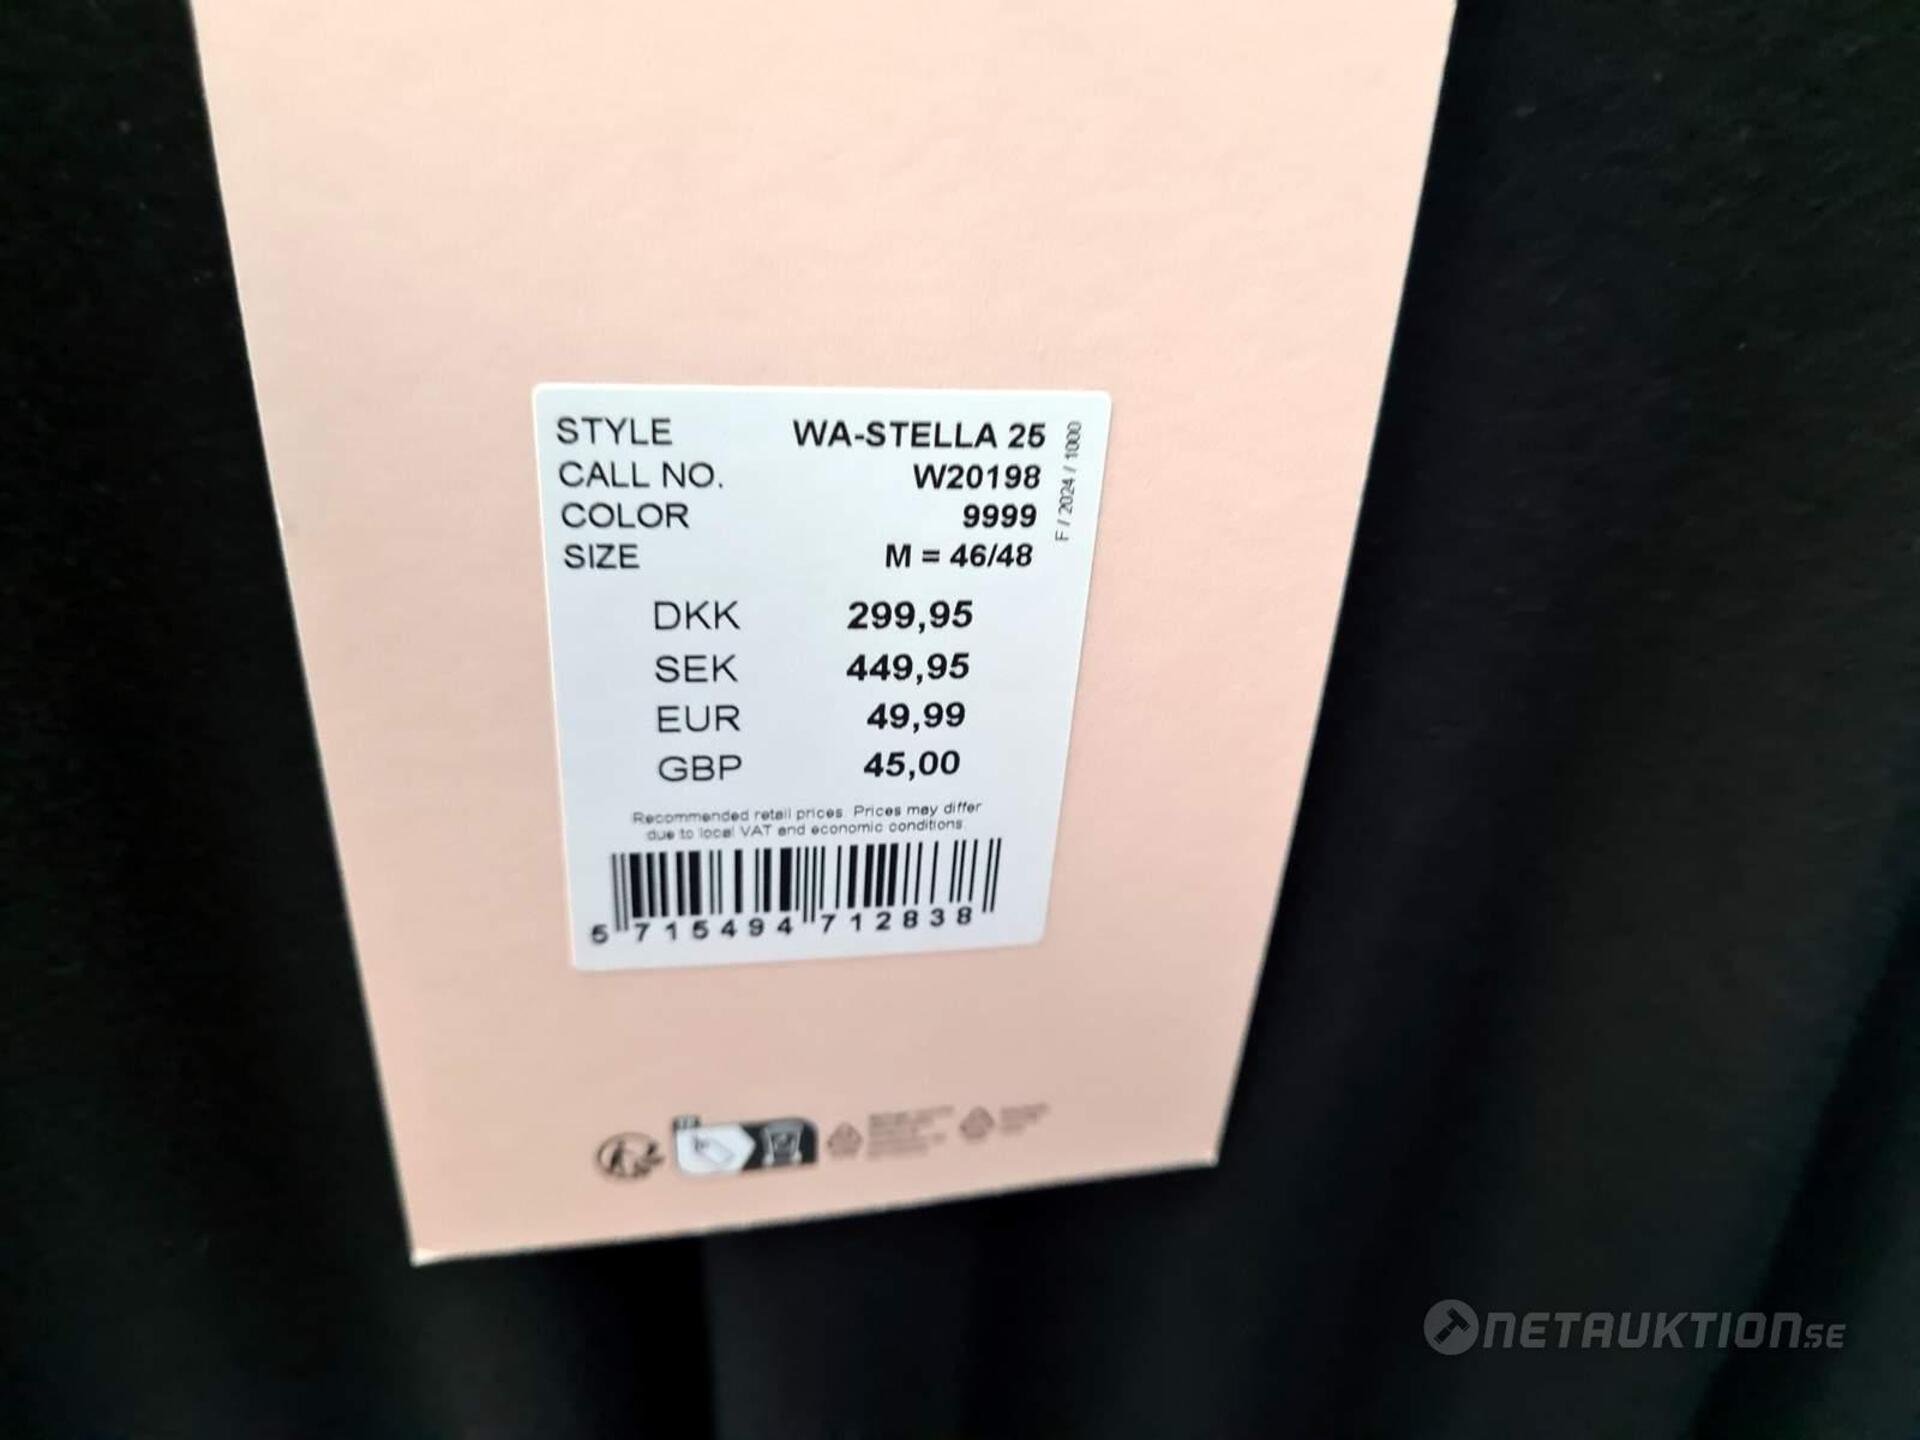 STYLE WA-STELLA 25
CALL NO. W20198
COLOR 9999
SIZE M = 46/48
F / 2024 / 1000
DKK 299,95
SEK 449,95
EUR 49,99
GBP 45,00
Recommended retail prices. Prices may differ
due to local VAT and economic conditions.
5 715494 712838
NETAUKTION.SE